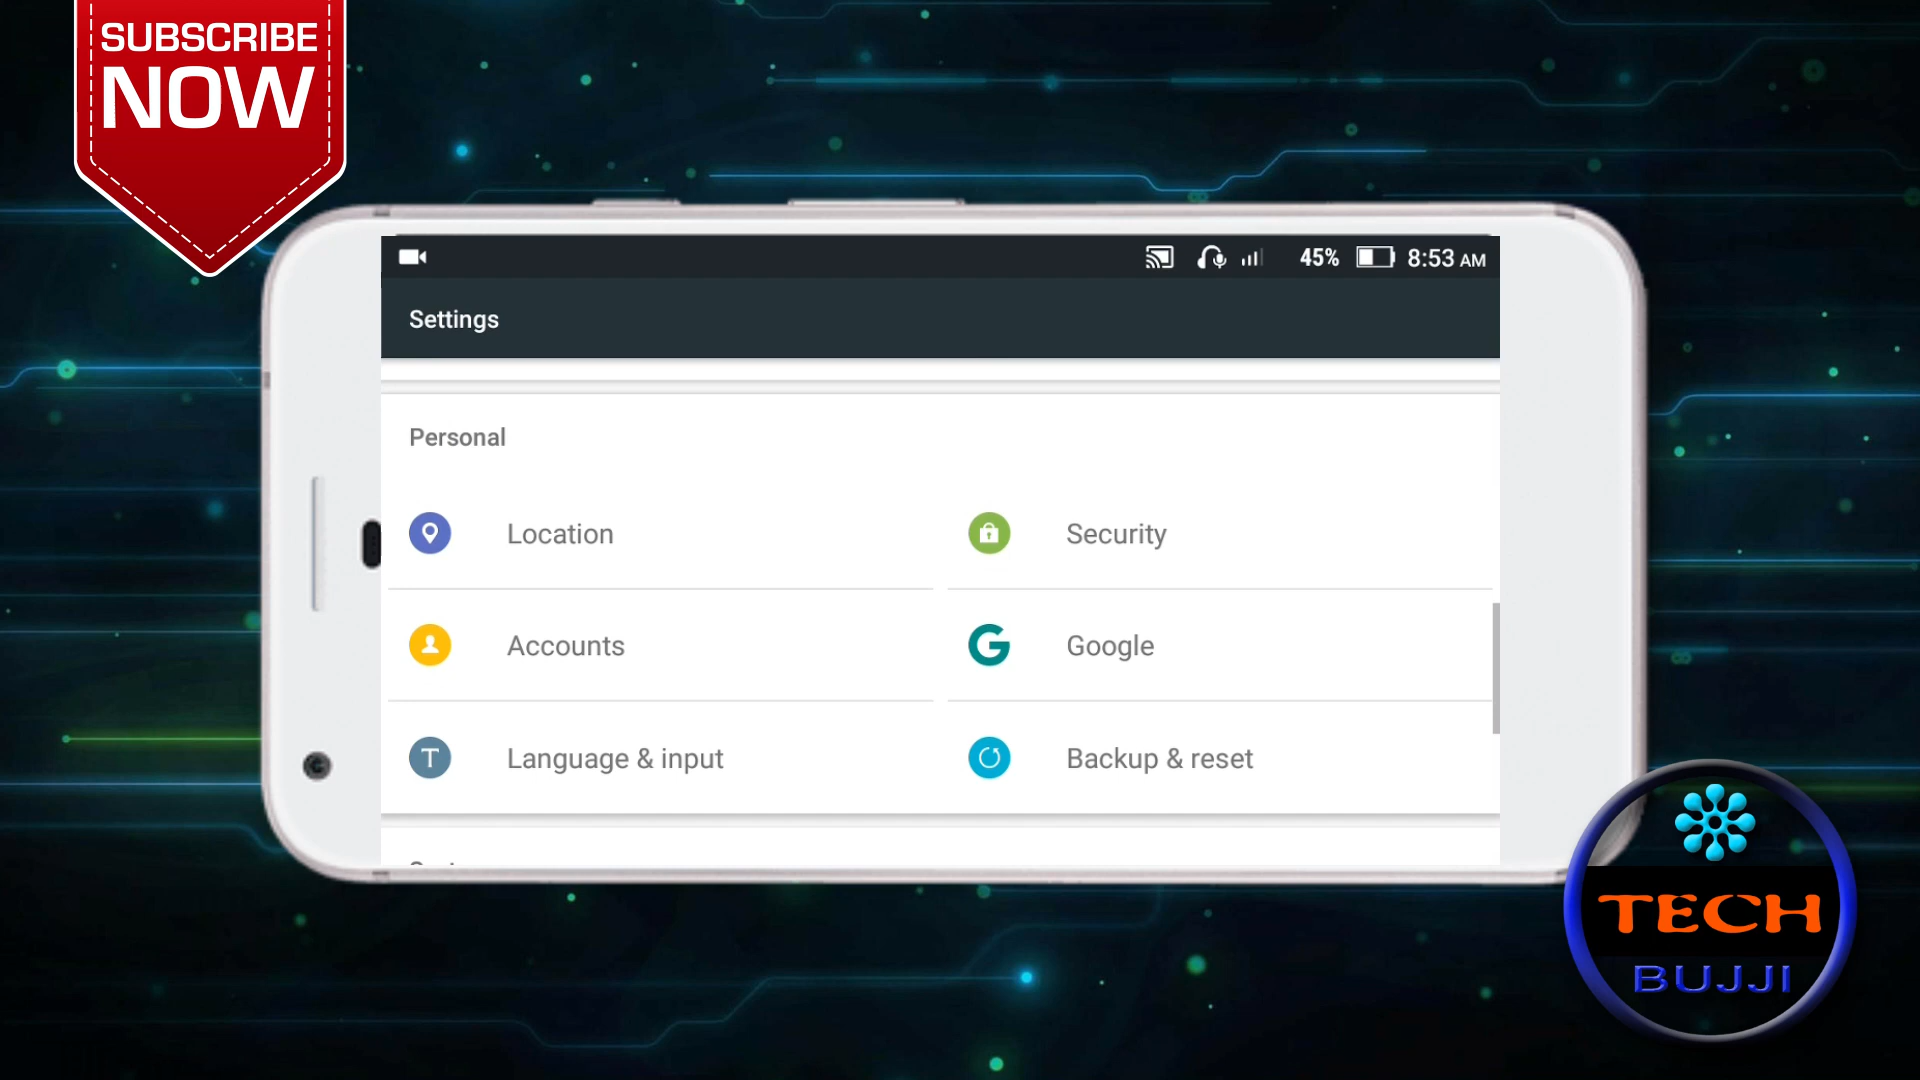 SUBSCRIBE
NOW
45% 8:53 AM
Settings
Personal
Location
Security
Accounts
Google
Language & input
Backup & reset
TECH
BUJJI